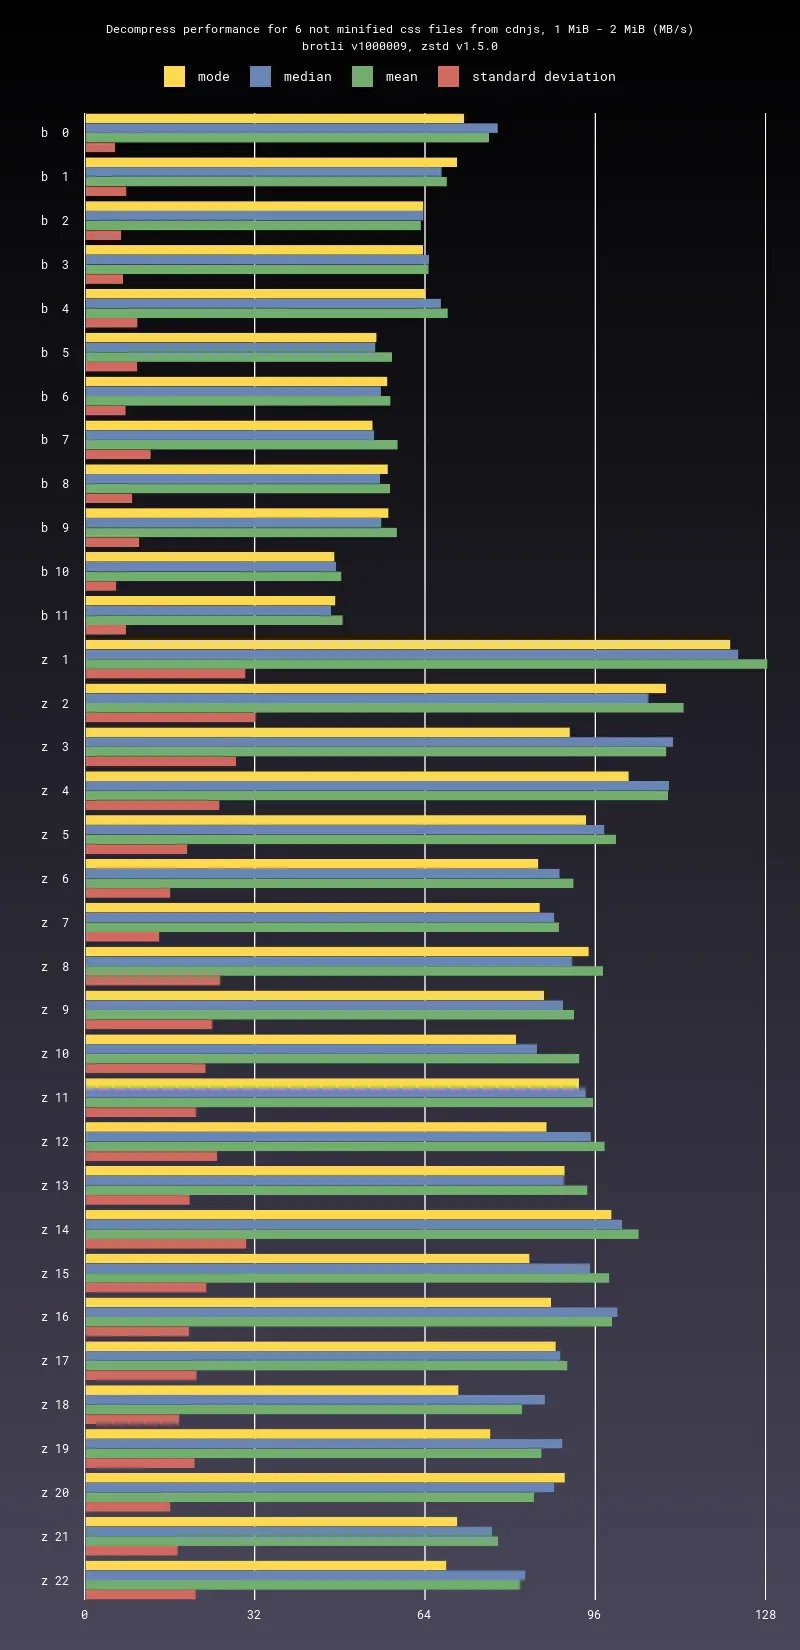 Decompress performance for 6 not minified css files from cdnjs, 1 MiB - 2 MiB (MB/s)
brotli v1000009, zstd v1.5.0
mode median mean standard deviation
b 0
b 1
b 2
b 3
b 4
b 5
b 6
b 7
b 8
b 9
b 10
b 11
z 1
z 2
z 3
z 4
z 5
z 6
z 7
z 8
z 9
z 10
z 11
z 12
z 13
z 14
z 15
z 16
z 17
z 18
z 19
z 20
z 21
z 22
0 32 64 96 128